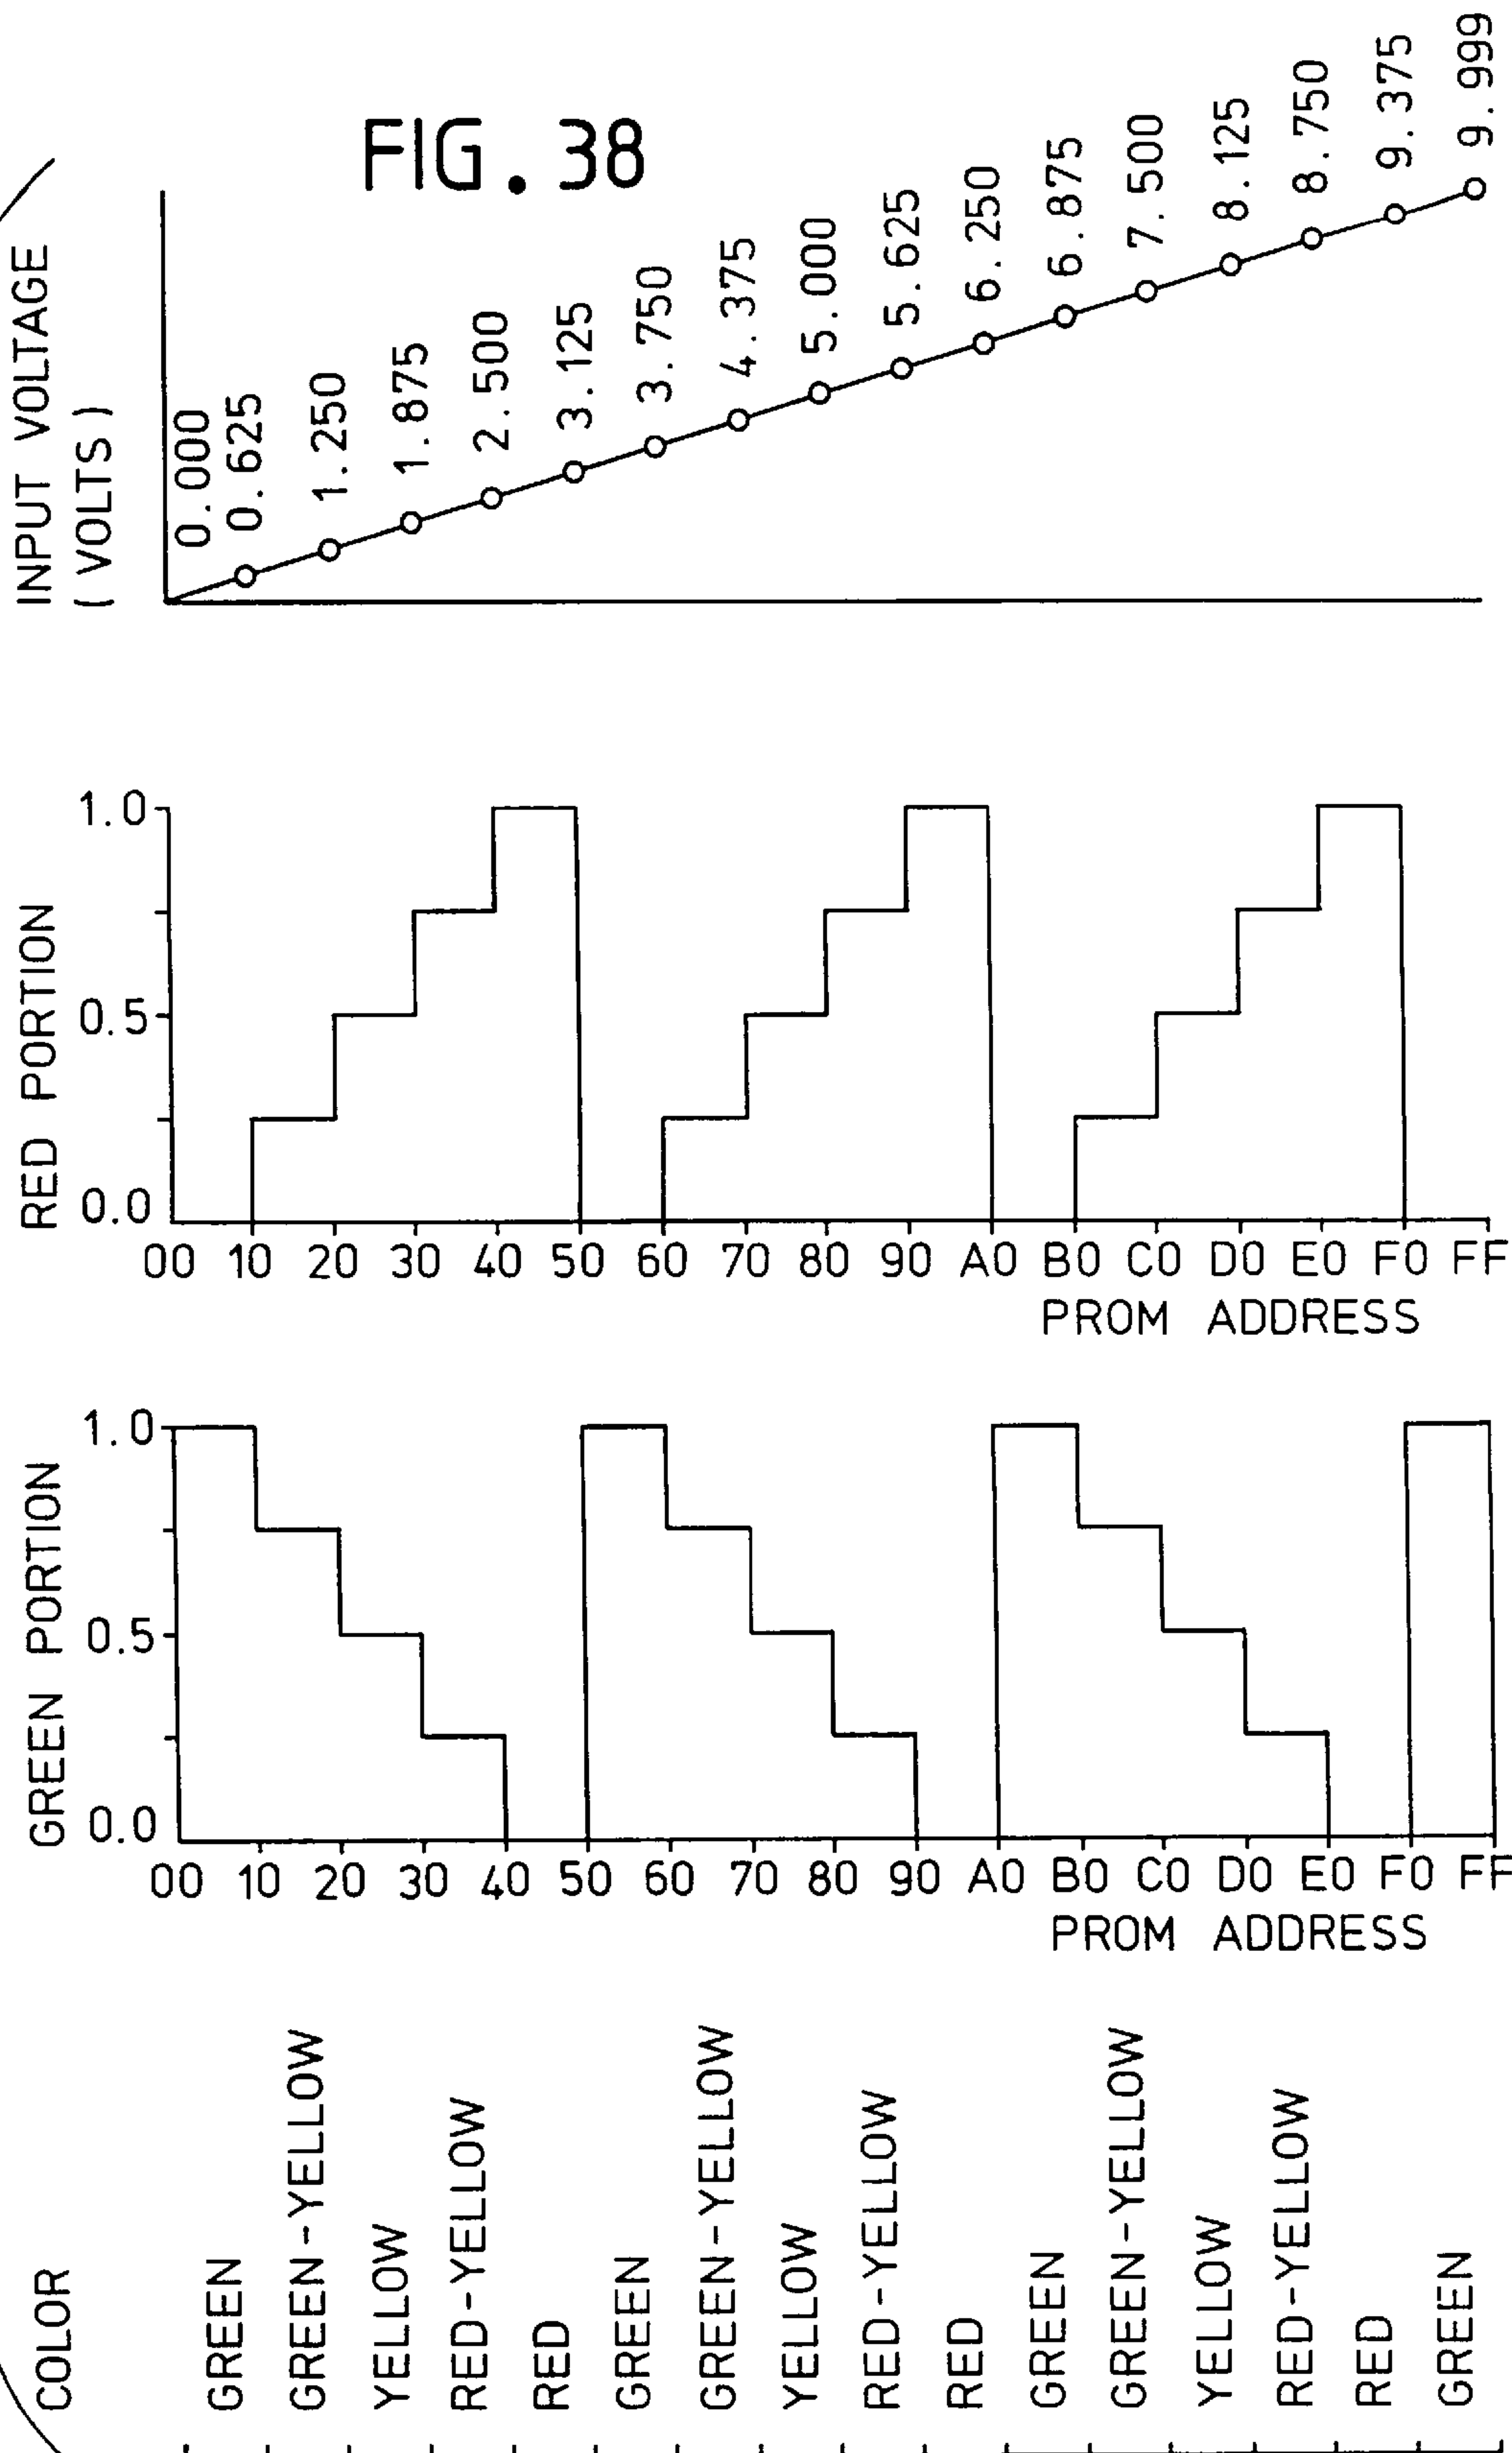 FIG. 38
INPUT VOLTAGE
( VOLTS )
0.000
0.625
1.250
1.875
2.500
3.125
3.750
4.375
5.000
5.625
6.250
6.875
7.500
8.125
8.750
9.375
9.999
RED PORTION
1.0
0.5
0.0
00 10 20 30 40 50 60 70 80 90 A0 B0 C0 D0 E0 F0 FF
PROM ADDRESS
GREEN PORTION
1.0
0.5
0.0
00 10 20 30 40 50 60 70 80 90 A0 B0 C0 D0 E0 F0 FF
PROM ADDRESS
COLOR
GREEN
GREEN-YELLOW
YELLOW
RED-YELLOW
RED
GREEN
GREEN-YELLOW
YELLOW
RED-YELLOW
RED
GREEN
GREEN-YELLOW
YELLOW
RED-YELLOW
RED
GREEN